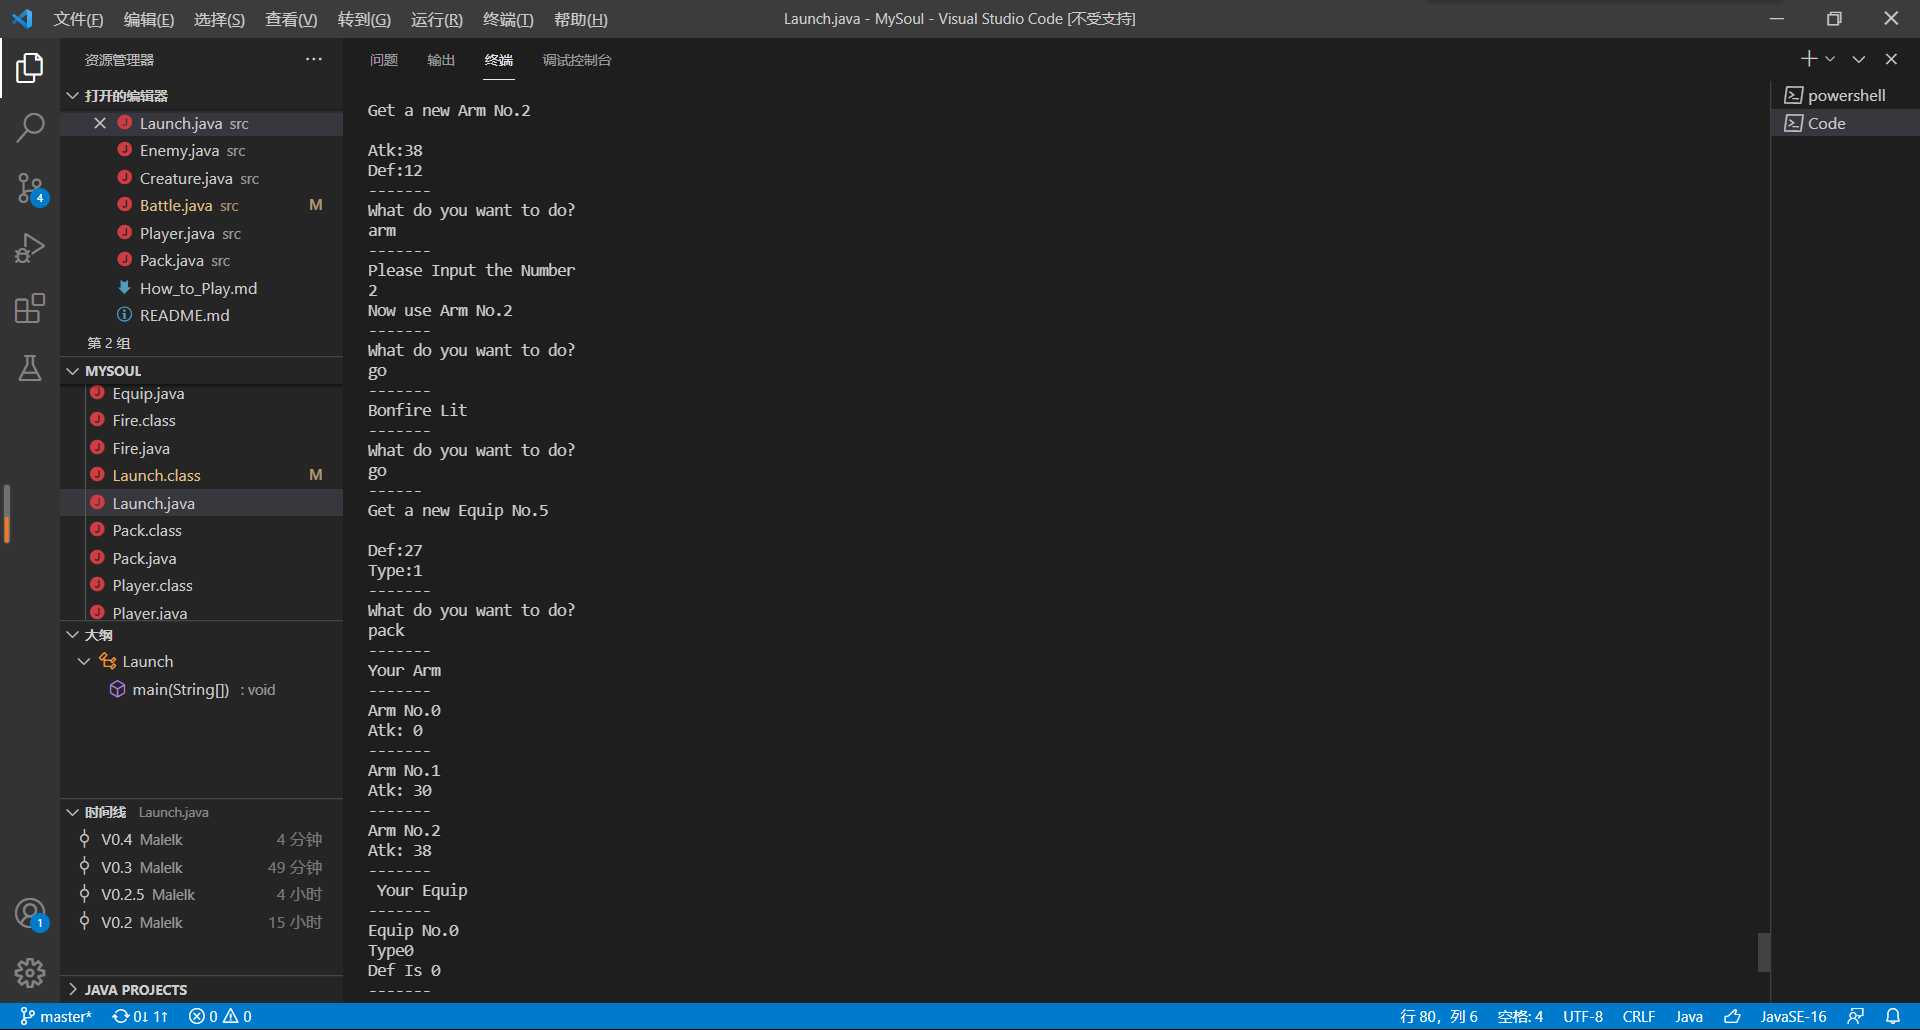 文件(F) 编辑(E) 选择(S) 查看(V) 转到(G) 运行(R) 终端(T) 帮助(H)
Launch.java - MySoul - Visual Studio Code [不受支持]
资源管理器
打开的编辑器
Launch.java src
Enemy.java src
Creature.java src
Battle.java src M
Player.java src
Pack.java src
How_to_Play.md
README.md
第 2 组
MYSOUL
Equip.java
Fire.class
Fire.java
Launch.class M
Launch.java
Pack.class
Pack.java
Player.class
Player.java
大纲
Launch
main(String[]) : void
时间线 Launch.java
V0.4 Malelk 4 分钟
V0.3 Malelk 49 分钟
V0.2.5 Malelk 4 小时
V0.2 Malelk 15 小时
JAVA PROJECTS
4
1
问题 输出 终端 调试控制台
Get a new Arm No.2
Atk:38
Def:12
-------
What do you want to do?
arm
-------
Please Input the Number
2
Now use Arm No.2
-------
What do you want to do?
go
-------
Bonfire Lit
-------
What do you want to do?
go
------
Get a new Equip No.5
Def:27
Type:1
-------
What do you want to do?
pack
-------
Your Arm
-------
Arm No.0
Atk: 0
-------
Arm No.1
Atk: 30
-------
Arm No.2
Atk: 38
-------
Your Equip
-------
Equip No.0
Type0
Def Is 0
-------
powershell
Code
master* 0↓ 1↑ 0 0
行 80，列 6 空格: 4 UTF-8 CRLF Java JavaSE-16